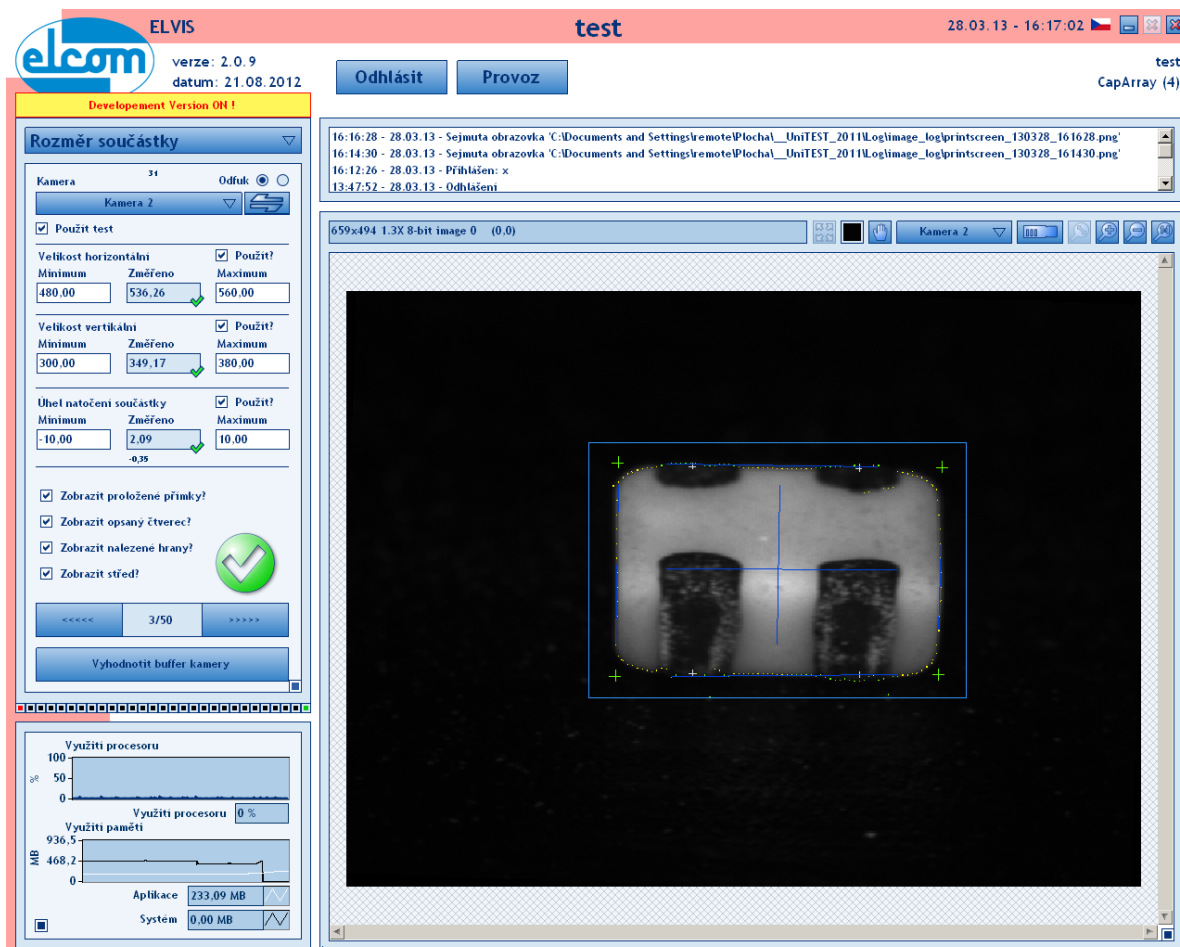 ELVIS
test
28.03.13 - 16:17:02
elcom
verze: 2.0.9
datum: 21.08.2012
Odhlásit
Provoz
test
CapArray (4)
Developement Version ON !
Rozměr součástky
Kamera
31
Odfuk
Kamera 2
Použít test
Velikost horizontální
Použít?
Minimum
Změřeno
Maximum
480,00
536,26
560,00
Velikost vertikální
Použít?
Minimum
Změřeno
Maximum
300,00
349,17
380,00
Úhel natočení součástky
Použít?
Minimum
Změřeno
Maximum
-10,00
2,09
10,00
-0,35
Zobrazit proložené přímky?
Zobrazit opsaný čtverec?
Zobrazit nalezené hrany?
Zobrazit střed?
<<<<<
3/50
>>>>>
Vyhodnotit buffer kamery
Využití procesoru
100
%
50
0
Využití procesoru
0 %
Využití paměti
936,5
MB
468,2
0
Aplikace
233,09 MB
Systém
0,00 MB
16:16:28 - 28.03.13 - Sejmuta obrazovka 'C:\Documents and Settings\remote\Plocha\__UniTEST_2011\Log\image_log\printscreen_130328_161628.png'
16:14:30 - 28.03.13 - Sejmuta obrazovka 'C:\Documents and Settings\remote\Plocha\__UniTEST_2011\Log\image_log\printscreen_130328_161430.png'
16:12:26 - 28.03.13 - Přihlášen: x
13:47:52 - 28.03.13 - Odhlášení
659x494 1.3X 8-bit image 0 (0,0)
Kamera 2